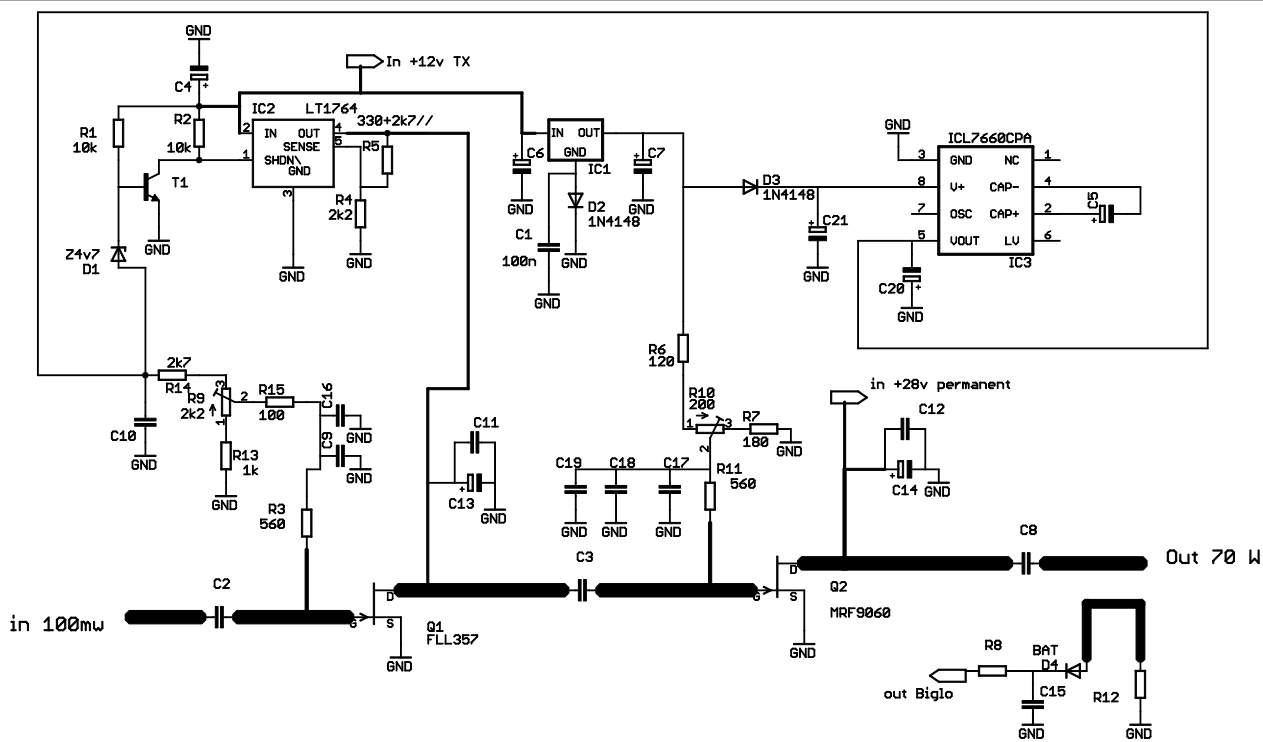 GND
C4
+
In +12v TX
IC2
LT1764
330+2k7//
R1
10k
R2
10k
2
IN
OUT
4
SENSE
5
1
SHDN\
GND
3
R5
R4
2k2
T1
GND
GND
GND
Z4v7
D1
IN
OUT
GND
IC1
+
C6
GND
+
C7
GND
D2
1N4148
C1
100n
GND
GND
D3
1N4148
+
C21
GND
GND
ICL7660CPA
3
GND
NC
1
8
V+
CAP-
4
7
OSC
CAP+
2
5
VOUT
LV
6
IC3
C5
+
C20
+
GND
2k7
R14
3
R9
2k2
2
1
R15
100
C16
GND
C9
GND
C10
GND
R13
1k
GND
R3
560
C11
+
C13
GND
R6
120
R10
200
1
3
2
R7
180
GND
C19
C18
C17
GND
GND
GND
R11
560
in +28v permanent
C12
+
C14
GND
C2
in 100mw
G
D
S
Q1
FLL357
GND
C3
G
D
S
Q2
MRF9060
GND
C8
Out 70 W
R8
BAT
D4
out Biglo
C15
GND
R12
GND